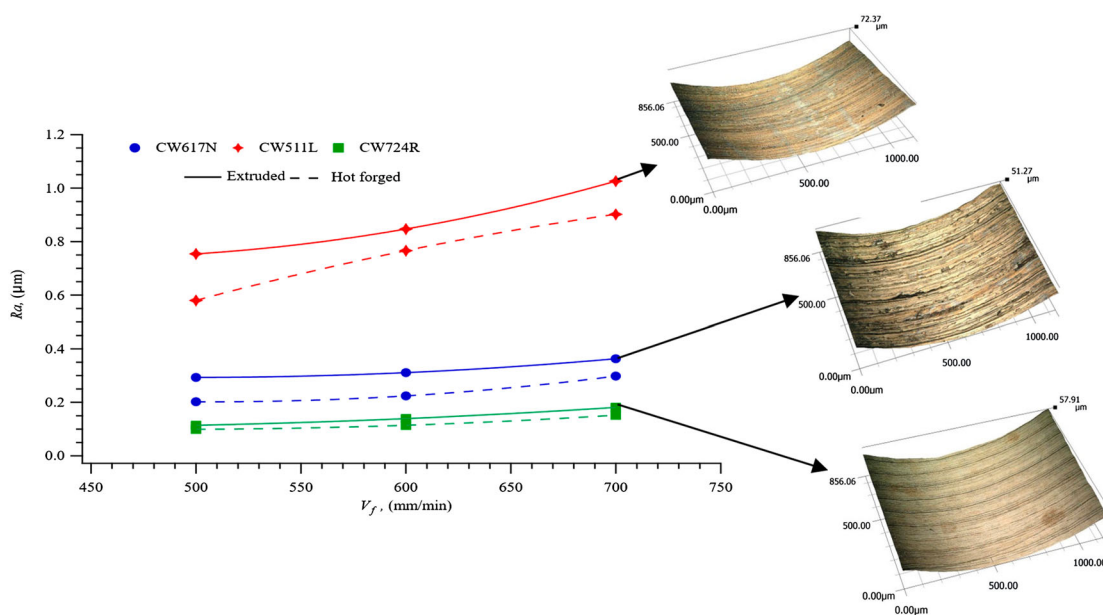 CW617N CW511L CW724R
Extruded Hot forged
Ra, (μm)
1.2
1.0
0.8
0.6
0.4
0.2
0.0
450 500 550 600 650 700 750
V_f , (mm/min)
72.37
μm
856.06
500.00
0.00μm
0.00μm
500.00
1000.00
51.27
μm
856.06
500.00
0.00μm
0.00μm
500.00
1000.00
57.91
μm
856.06
500.00
0.00μm
0.00μm
500.00
1000.00